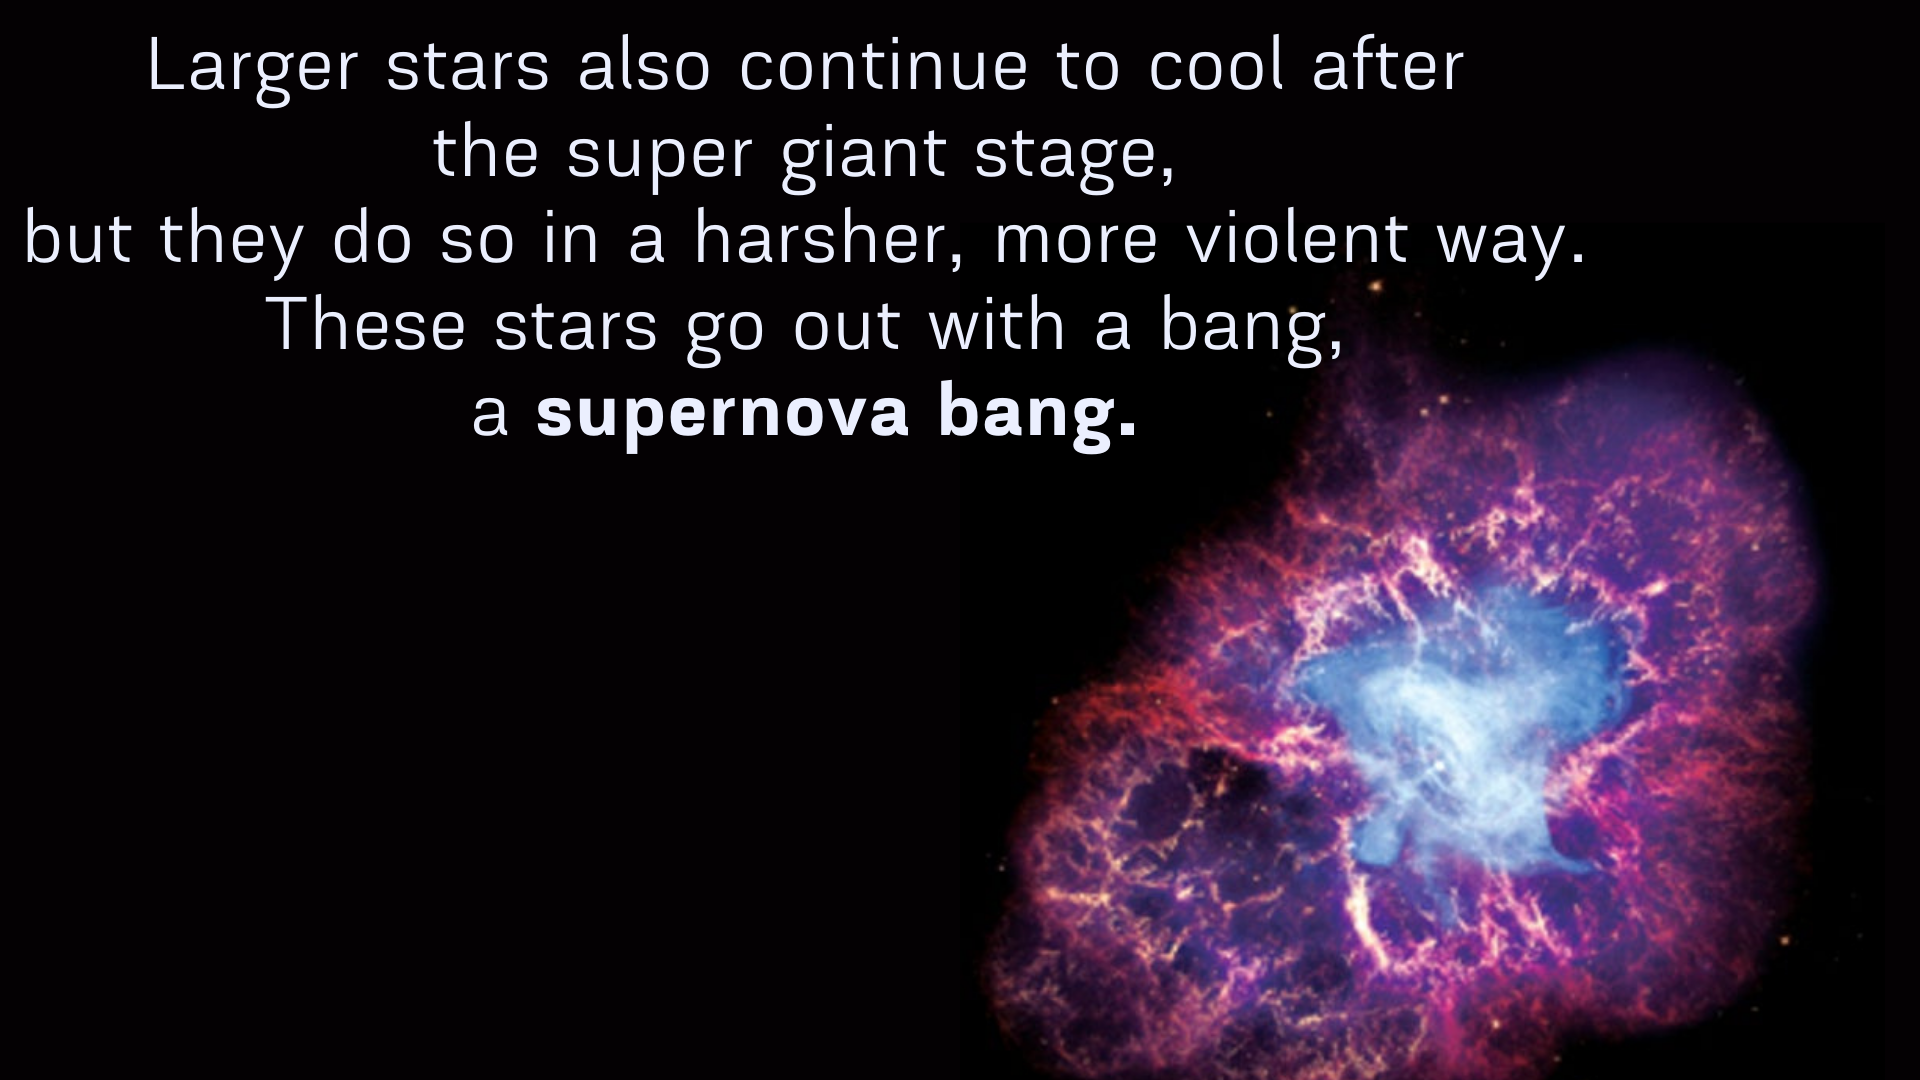 Larger stars also continue to cool after
the super giant stage,
but they do so in a harsher, more violent way.
These stars go out with a bang,
a supernova bang.